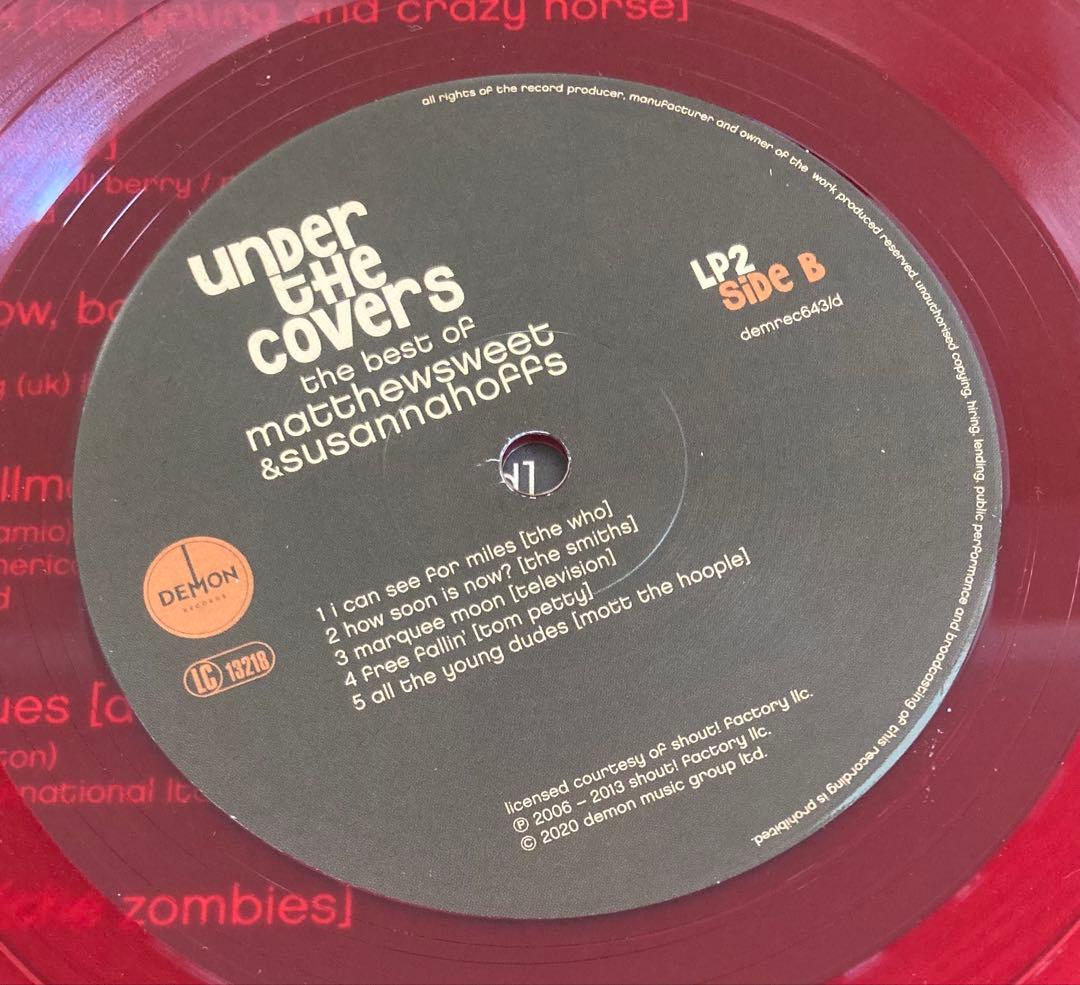 and crazy horse]
all rights of the record producer, manufacturer and owner of the work produced reserved. unauthorised copying, hiring, lending, public performance and broadcasting of this recording is prohibited.
berry /
under
the
covers
the best of
matthewsweet
&susannahoffs
LP2
Side B
demrec643/d
ow, bo
(uk)
DEMON
RECORDS
LC 13218
1 i can see for miles [the who]
2 how soon is now? [the smiths]
3 marquee moon [television]
4 free fallin' [tom petty]
5 all the young dudes [mott the hoople]
d]
licensed courtesy of shout! factory llc.
℗ 2006 – 2013 shout! factory llc.
© 2020 demon music group ltd.
zombies]